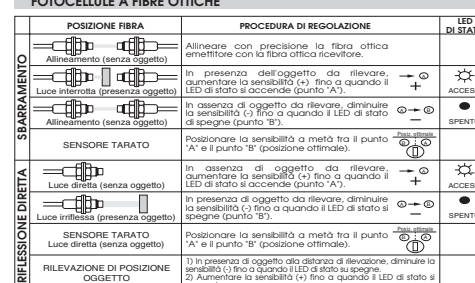 FOTOCELLULE A FIBRE OTTICHE
POSIZIONE FIBRA
PROCEDURA DI REGOLAZIONE
LED
DI STAT
SBARRAMENTO
Allineamento (senza oggetto)
Allineare con precisione la fibra ottica
emettitore con la fibra ottica ricevitore.
Luce interrotta (presenza oggetto)
In presenza dell'oggetto da rilevare,
aumentare la sensibilità (+) fino a quando il
LED di stato si accende (punto "A").
A
+
ACCES
Allineamento (senza oggetto)
In assenza di oggetto da rilevare, diminuire
la sensibilità (-) fino a quando il LED di stato
di spegne (punto "B").
A B
–
SPENTO
SENSORE TARATO
Posizionare la sensibilità a metà tra il punto
"A" e il punto "B" (posizione ottimale).
Posiz. ottimale
B A
RIFLESSIONE DIRETTA
Luce diretta (senza oggetto)
In assenza di oggetto da rilevare,
aumentare la sensibilità (+) fino a quando il
LED di stato si accende (punto "A").
A
+
ACCES
Luce irriflessa (presenza oggetto)
In presenza di oggetto da rilevare, diminuire
la sensibilità (-) fino a quando il LED di stato si
spegne (punto "B").
A B
–
SPENTO
SENSORE TARATO
Luce diretta (senza oggetto)
Posizionare la sensibilità a metà tra il punto
"A" e il punto "B" (posizione ottimale).
Posiz. ottimale
B A
RILEVAZIONE DI POSIZIONE
OGGETTO
1) In presenza di oggetto alla distanza di rilevazione, diminuire la
sensibilità (-) fino a quando il LED di stato su spegne.
2) Aumentare la sensibilità (+) fino a quando il LED di stato si